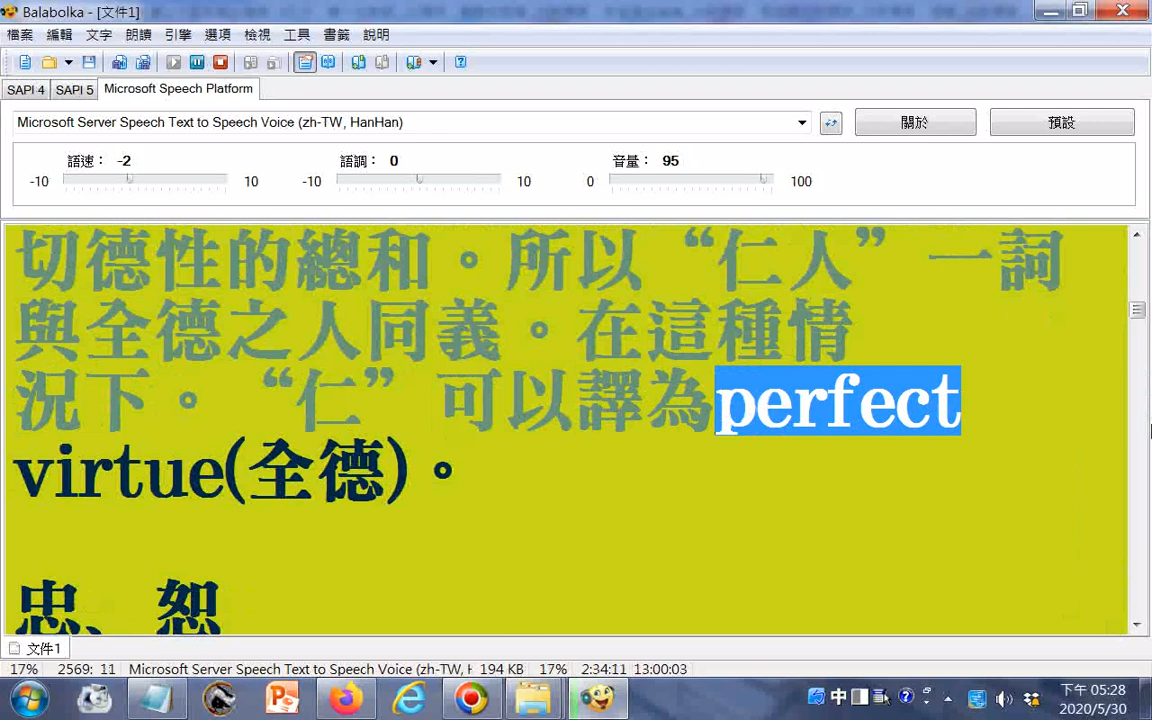 Balabolka - [文件1]
檔案 編輯 文字 朗讀 引擎 選項 檢視 工具 書籤 說明
SAPI 4 SAPI 5 Microsoft Speech Platform
Microsoft Server Speech Text to Speech Voice (zh-TW, HanHan) 關於 預設
語速： -2 語調： 0 音量： 95
-10 10 -10 10 0 100
切德性的總和。所以“仁人”一詞
與全德之人同義。在這種情
況下。“仁”可以譯為perfect
virtue(全德)。
忠、恕
文件1
17% 2569: 11 Microsoft Server Speech Text to Speech Voice (zh-TW, H 194 KB 17% 2:34:11 13:00:03
中 下午 05:28
2020/5/30